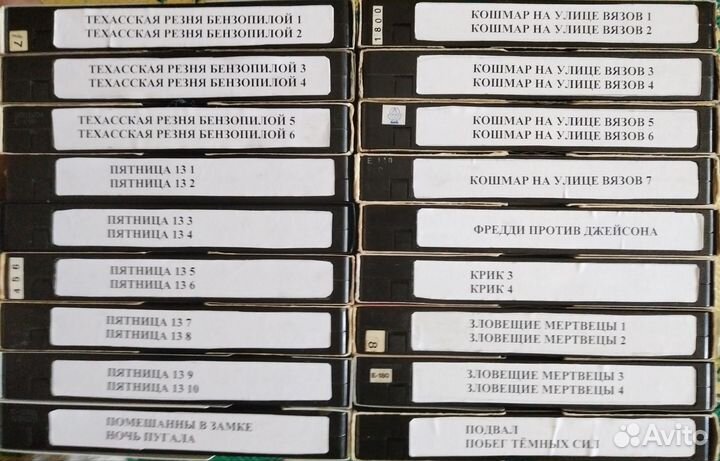 ТЕХАССКАЯ РЕЗНЯ БЕНЗОПИЛОЙ 1
ТЕХАССКАЯ РЕЗНЯ БЕНЗОПИЛОЙ 2
17
ТЕХАССКАЯ РЕЗНЯ БЕНЗОПИЛОЙ 3
ТЕХАССКАЯ РЕЗНЯ БЕНЗОПИЛОЙ 4
ТЕХАССКАЯ РЕЗНЯ БЕНЗОПИЛОЙ 5
ТЕХАССКАЯ РЕЗНЯ БЕНЗОПИЛОЙ 6
ПЯТНИЦА 13 1
ПЯТНИЦА 13 2
ПЯТНИЦА 13 3
ПЯТНИЦА 13 4
456
ПЯТНИЦА 13 5
ПЯТНИЦА 13 6
ПЯТНИЦА 13 7
ПЯТНИЦА 13 8
ПЯТНИЦА 13 9
ПЯТНИЦА 13 10
ПОМЕШАННЫ В ЗАМКЕ
НОЧЬ ПУГАЛА
1800
КОШМАР НА УЛИЦЕ ВЯЗОВ 1
КОШМАР НА УЛИЦЕ ВЯЗОВ 2
КОШМАР НА УЛИЦЕ ВЯЗОВ 3
КОШМАР НА УЛИЦЕ ВЯЗОВ 4
КОШМАР НА УЛИЦЕ ВЯЗОВ 5
КОШМАР НА УЛИЦЕ ВЯЗОВ 6
КОШМАР НА УЛИЦЕ ВЯЗОВ 7
ФРЕДДИ ПРОТИВ ДЖЕЙСОНА
КРИК 3
КРИК 4
8
ЗЛОВЕЩИЕ МЕРТВЕЦЫ 1
ЗЛОВЕЩИЕ МЕРТВЕЦЫ 2
E-180
ЗЛОВЕЩИЕ МЕРТВЕЦЫ 3
ЗЛОВЕЩИЕ МЕРТВЕЦЫ 4
ПОДВАЛ
ПОБЕГ ТЁМНЫХ СИЛ
Avito